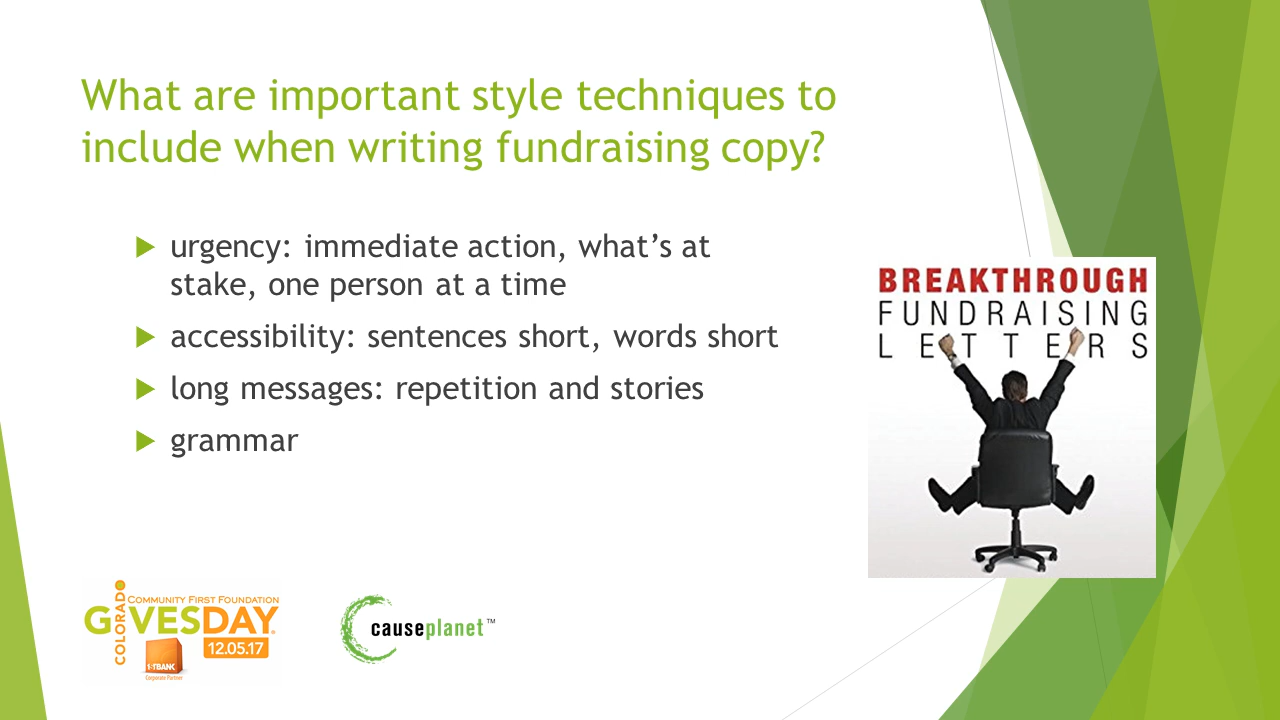 What are important style techniques to
include when writing fundraising copy?
urgency: immediate action, what’s at
stake, one person at a time
accessibility: sentences short, words short
long messages: repetition and stories
grammar
BREAKTHROUGH
FUNDRAISING
LETTERS
COMMUNITY FIRST FOUNDATION
COLORADO
GIVESDAY
12.05.17
1STBANK
Corporate Partner
causeplanet™